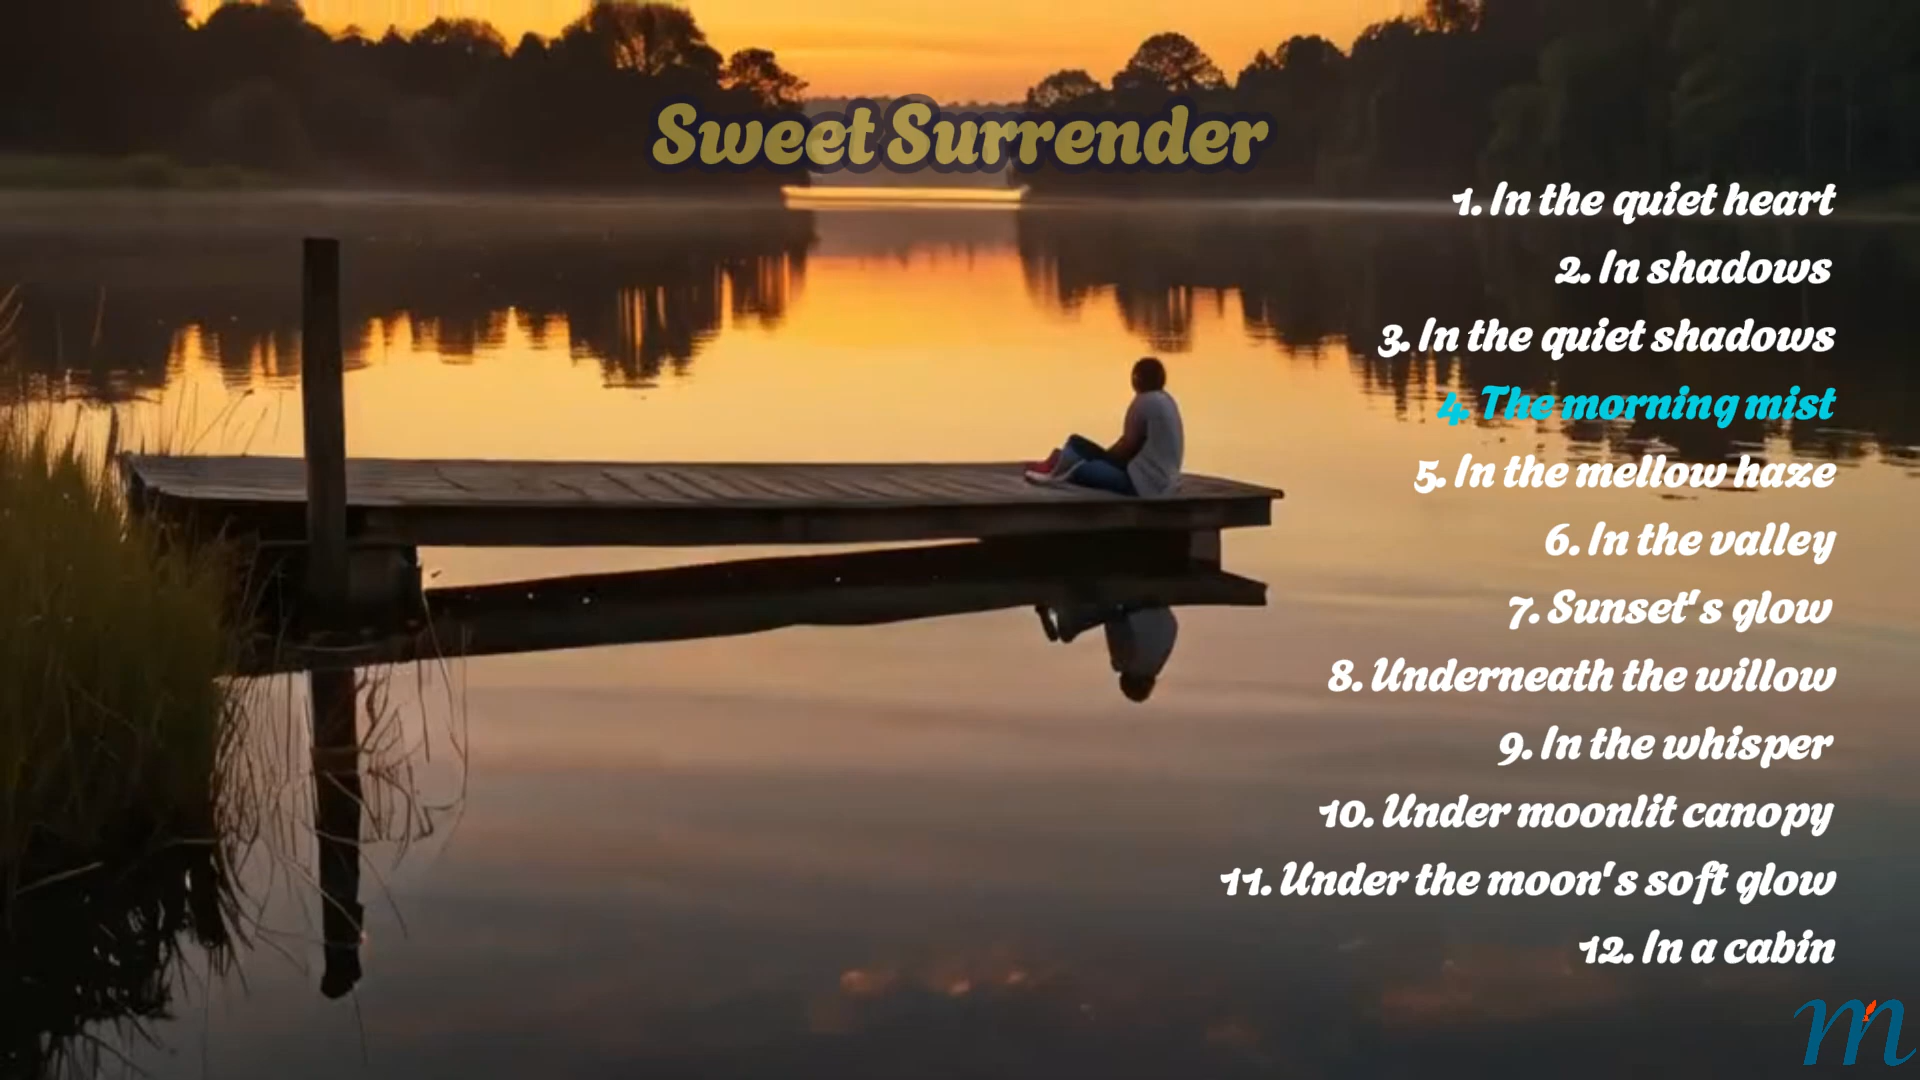 Sweet Surrender
1. In the quiet heart
2. In shadows
3. In the quiet shadows
4. The morning mist
5. In the mellow haze
6. In the valley
7. Sunset's glow
8. Underneath the willow
9. In the whisper
10. Under moonlit canopy
11. Under the moon's soft glow
12. In a cabin
m